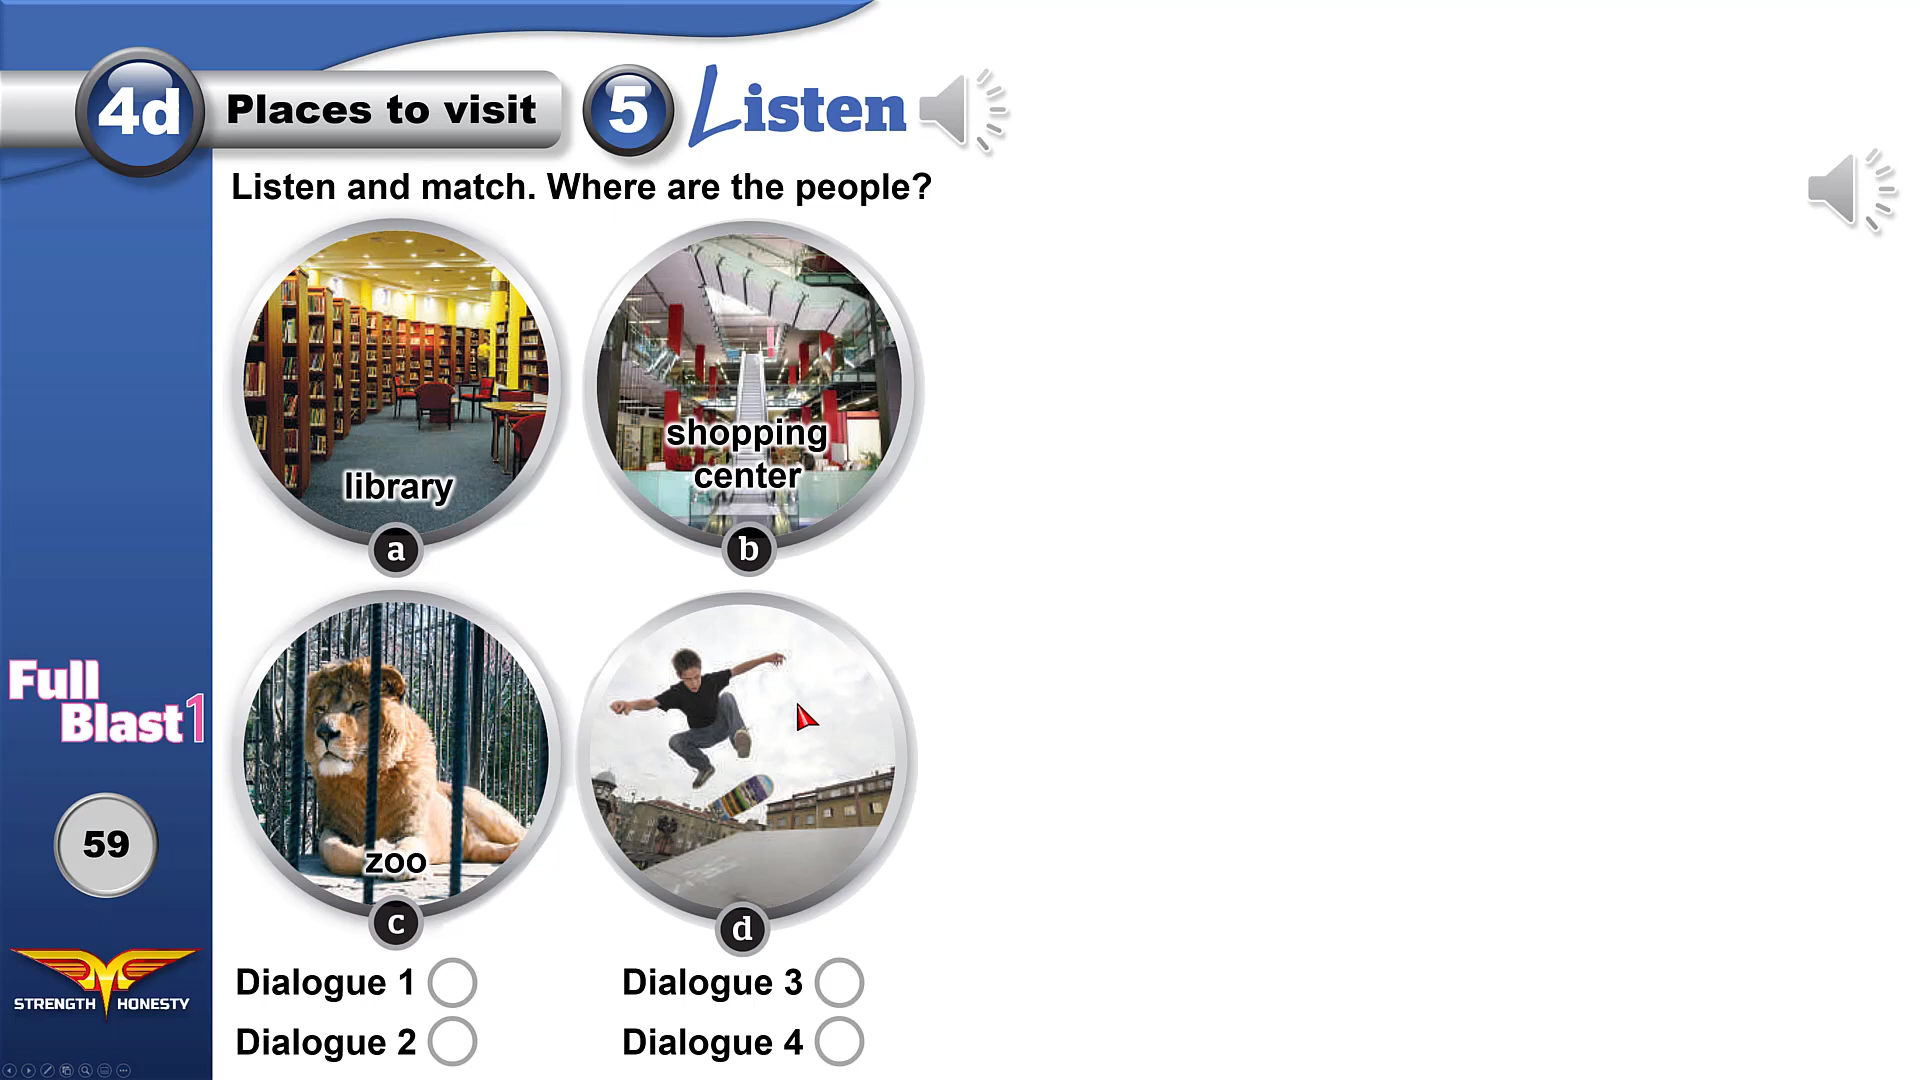 4d Places to visit
5 Listen
Listen and match. Where are the people?
library
a
shopping
center
b
zoo
c
d
Full
Blast1
59
STRENGTH HONESTY
Dialogue 1
Dialogue 2
Dialogue 3
Dialogue 4